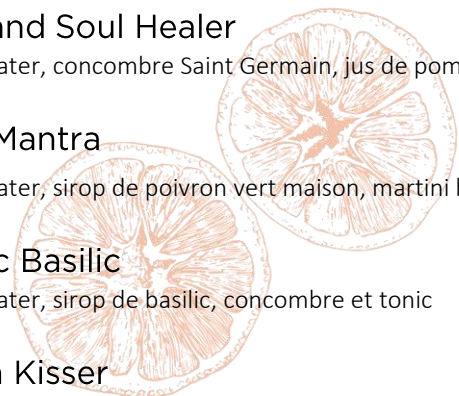 and Soul Healer
ater, concombre Saint Germain, jus de pom
Mantra
ater, sirop de poivron vert maison, martini
c Basilic
ater, sirop de basilic, concombre et tonic
Kisser